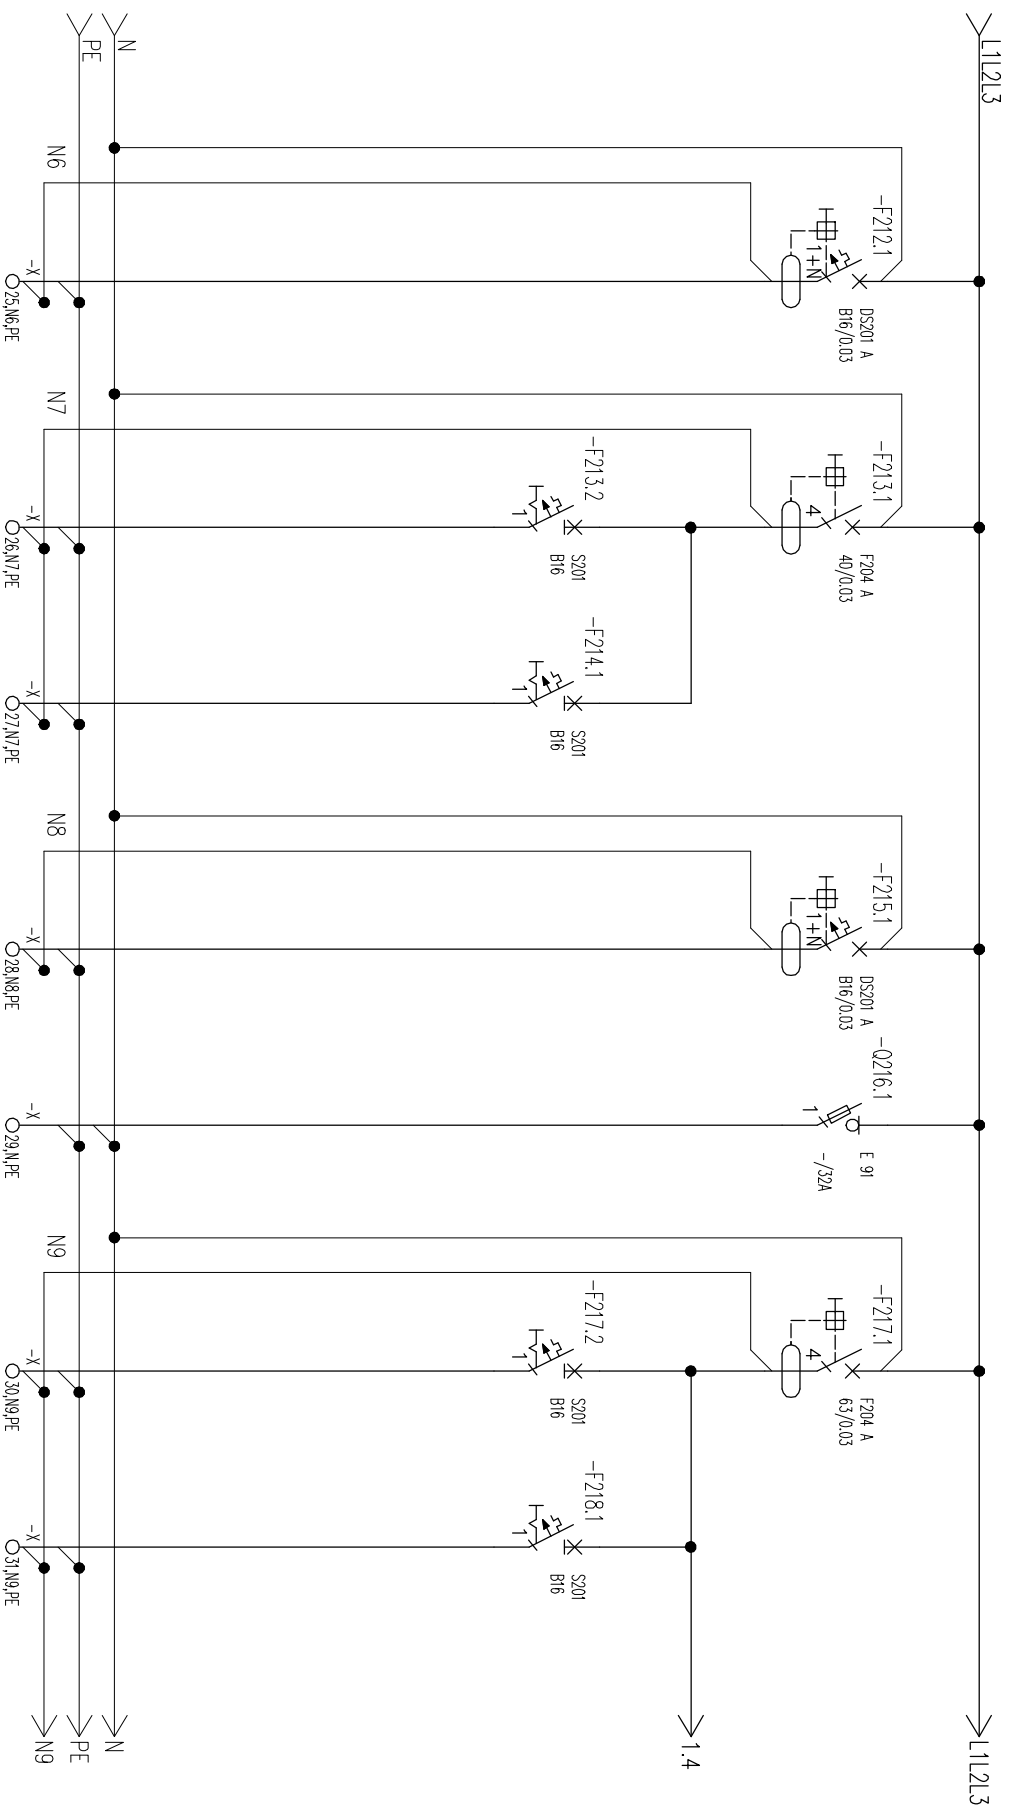 L1L2L3
N
PE
-F212.1
DS201 A
B16/0.03
1+N
N6
-X
25,N6,PE
-F213.1
F204 A
40/0.03
4
-F213.2
S201
B16
1
N7
-X
26,N7,PE
-F214.1
S201
B16
1
-X
27,N7,PE
-F215.1
DS201 A
B16/0.03
1+N
N8
-X
28,N8,PE
-Q216.1
E 91
-/32A
1
-X
29,N,PE
-F217.1
F204 A
63/0.03
4
-F217.2
S201
B16
1
N9
-X
30,N9,PE
-F218.1
S201
B16
1
-X
31,N9,PE
L1L2L3
1.4
N
PE
N9